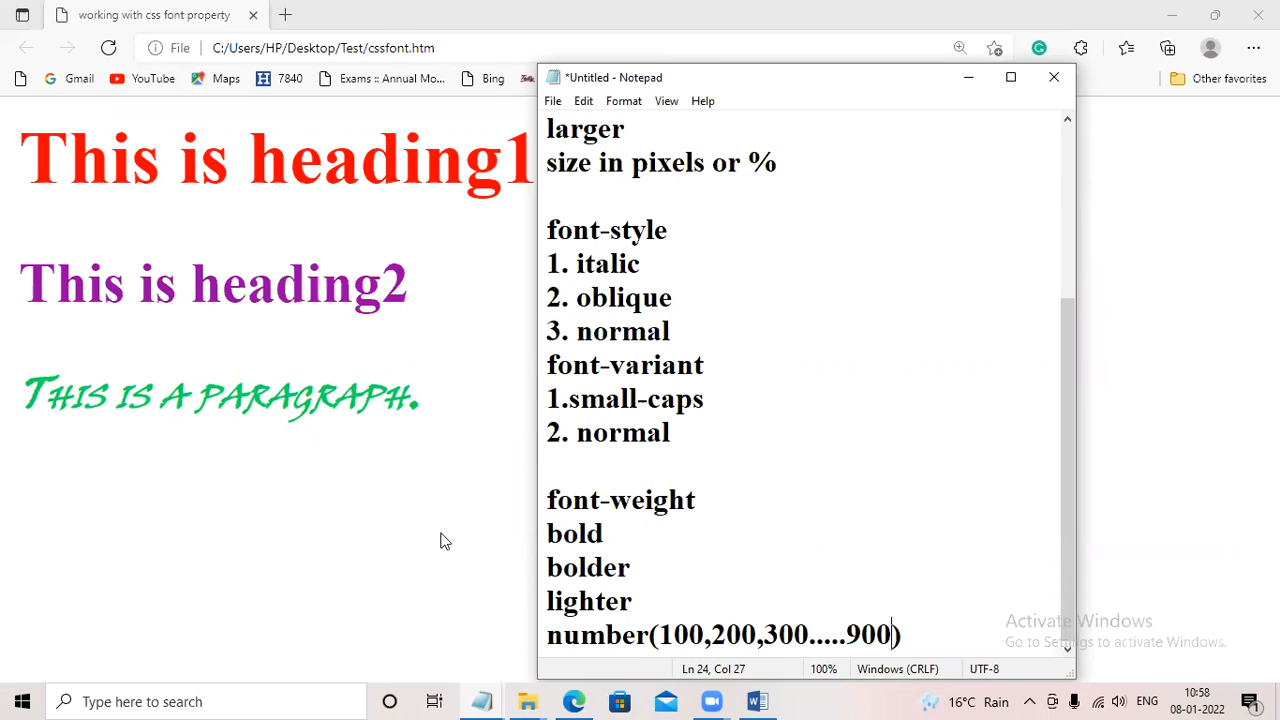 working with css font property
File C:/Users/HP/Desktop/Test/cssfont.htm
Gmail YouTube Maps 7840 Exams :: Annual Mo... Bing Other favorites
This is heading1
This is heading2
This is a paragraph.
*Untitled - Notepad
File Edit Format View Help
larger
size in pixels or %
font-style
1. italic
2. oblique
3. normal
font-variant
1.small-caps
2. normal
font-weight
bold
bolder
lighter
number(100,200,300.....900)
Ln 24, Col 27 100% Windows (CRLF) UTF-8
Activate Windows
Go to Settings to activate Windows.
Type here to search
16°C Rain ENG 10:58
08-01-2022 1